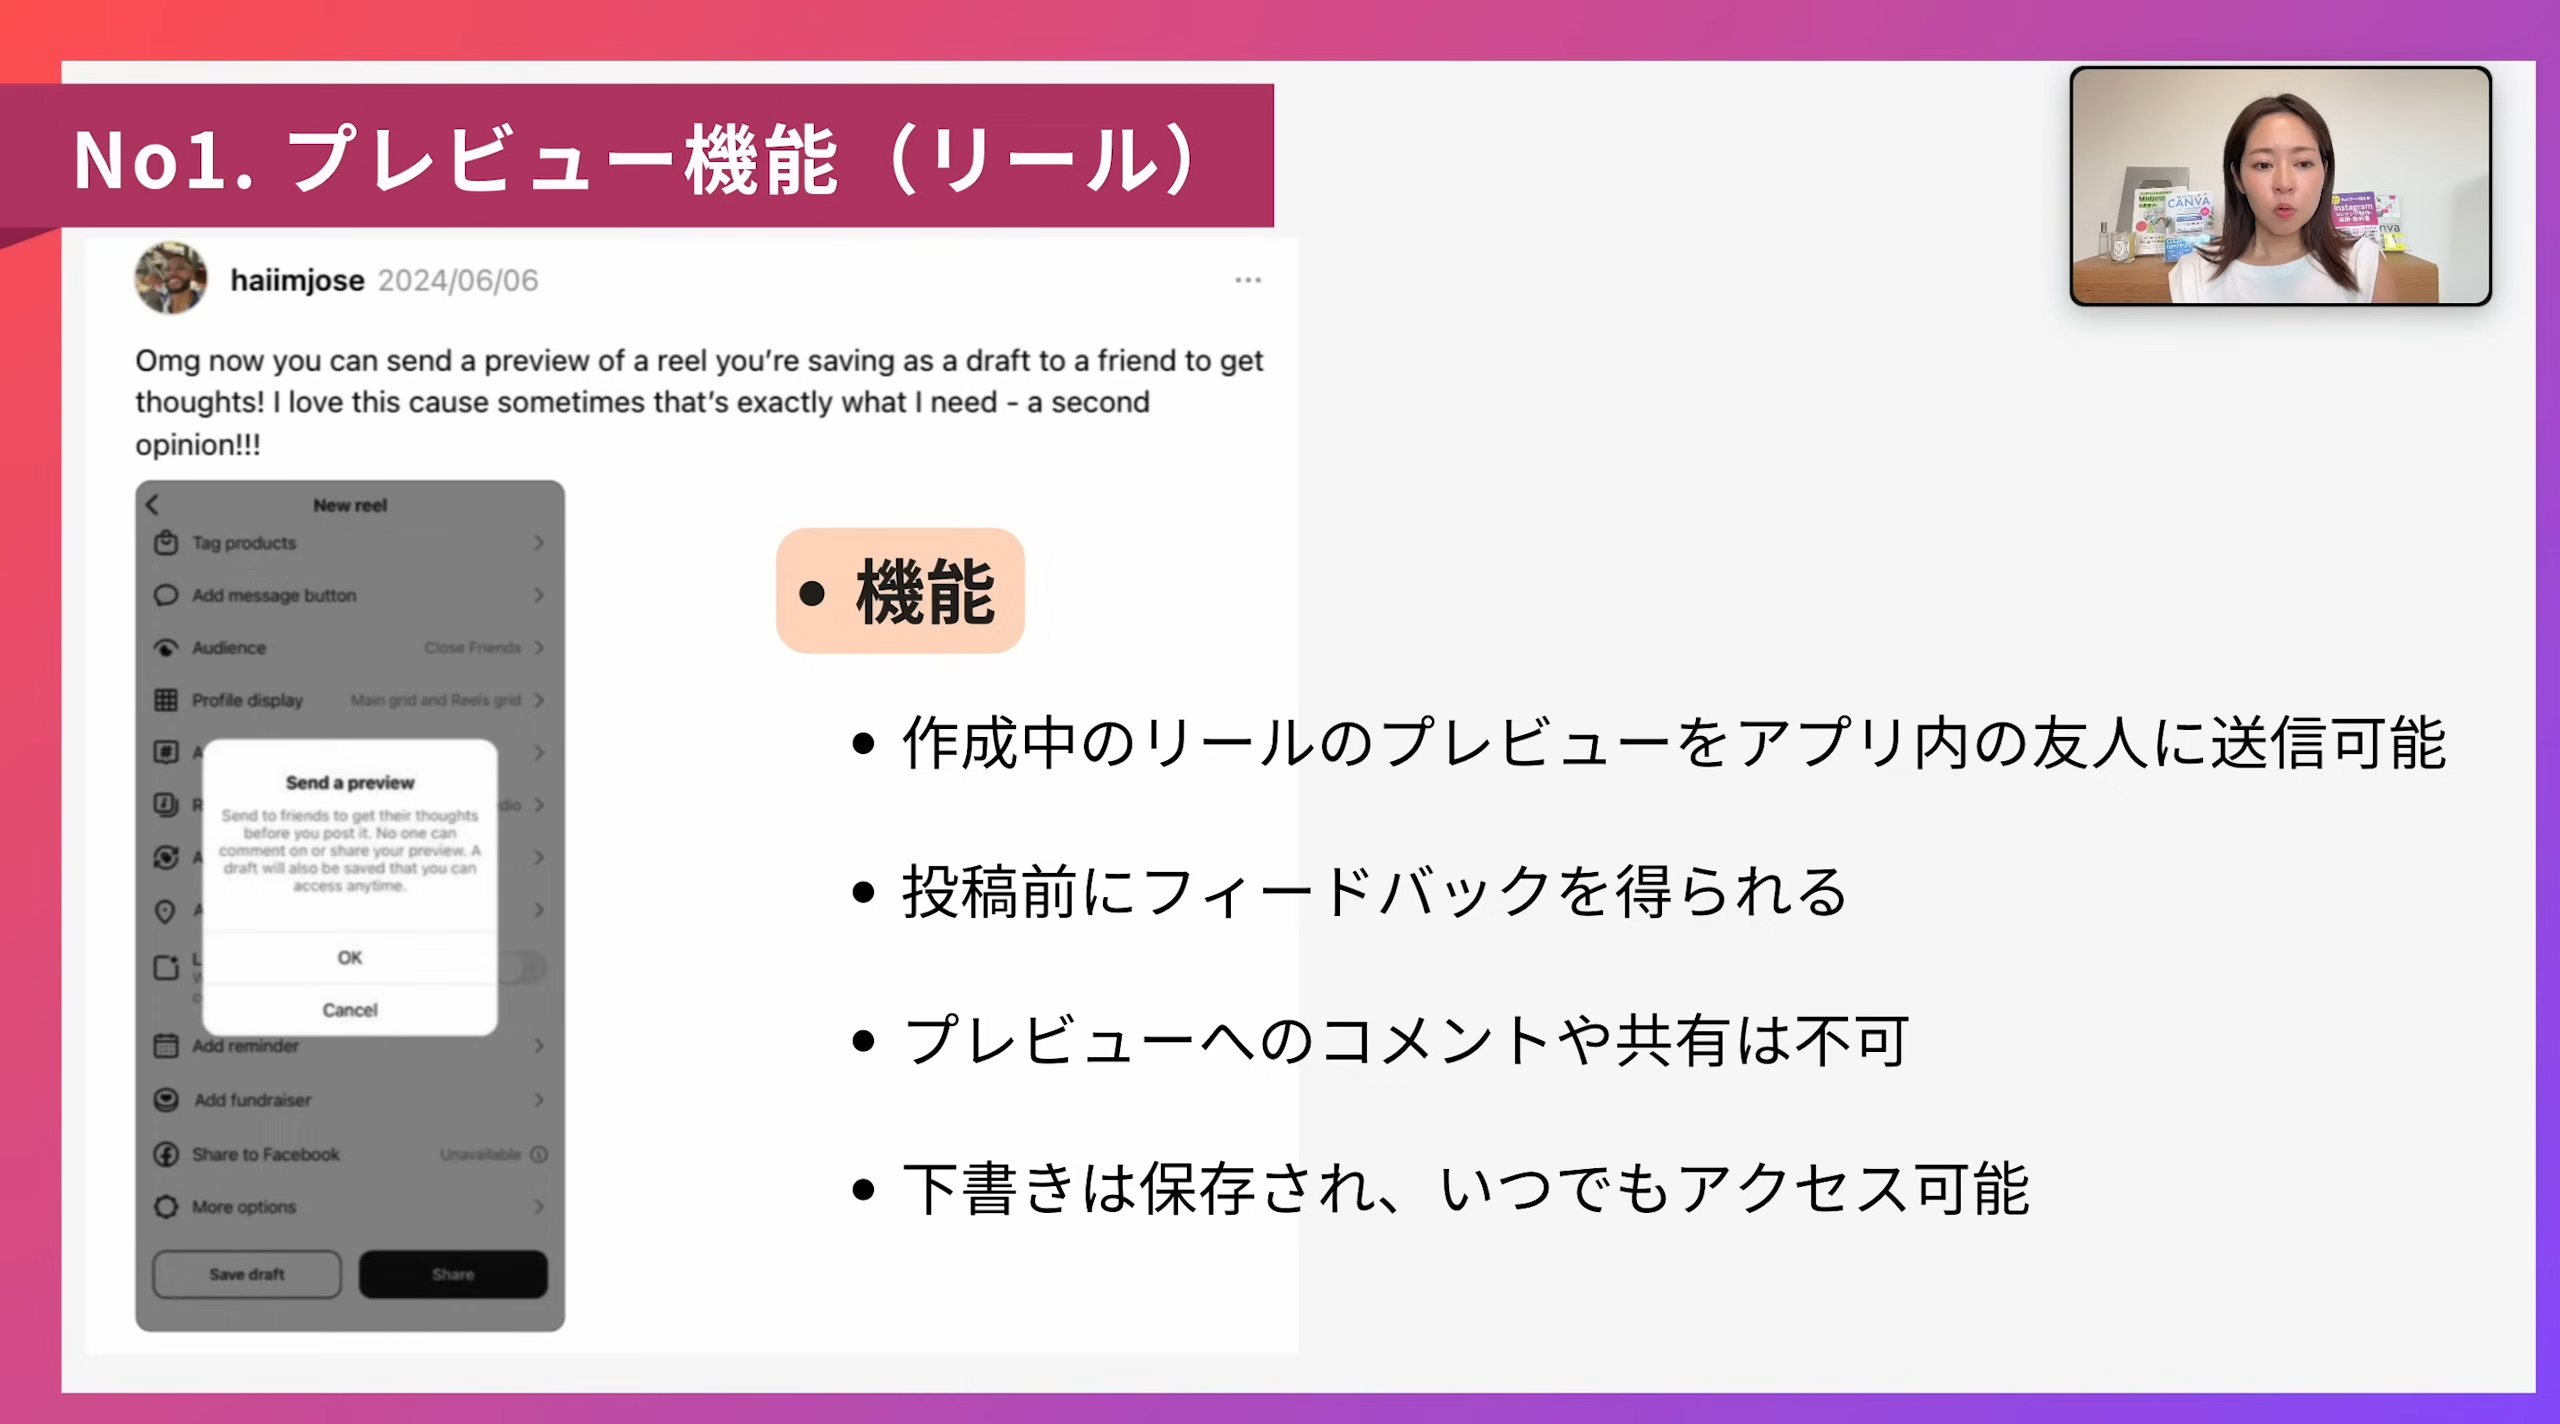 No1. プレビュー機能（リール）
haiimjose 2024/06/06
Omg now you can send a preview of a reel you're saving as a draft to a friend to get
thoughts! I love this cause sometimes that's exactly what I need - a second
opinion!!!
New reel
Tag products
Add message button
Audience Close Friends
Profile display Main grid and Reels grid
Send a preview
Send to friends to get their thoughts
before you post it. No one can
comment on or share your preview. A
draft will also be saved that you can
access anytime.
OK
Cancel
Add reminder
Add fundraiser
Share to Facebook Unavailable
More options
Save draft Share
• 機能
• 作成中のリールのプレビューをアプリ内の友人に送信可能
• 投稿前にフィードバックを得られる
• プレビューへのコメントや共有は不可
• 下書きは保存され、いつでもアクセス可能
CANVA
Instagram